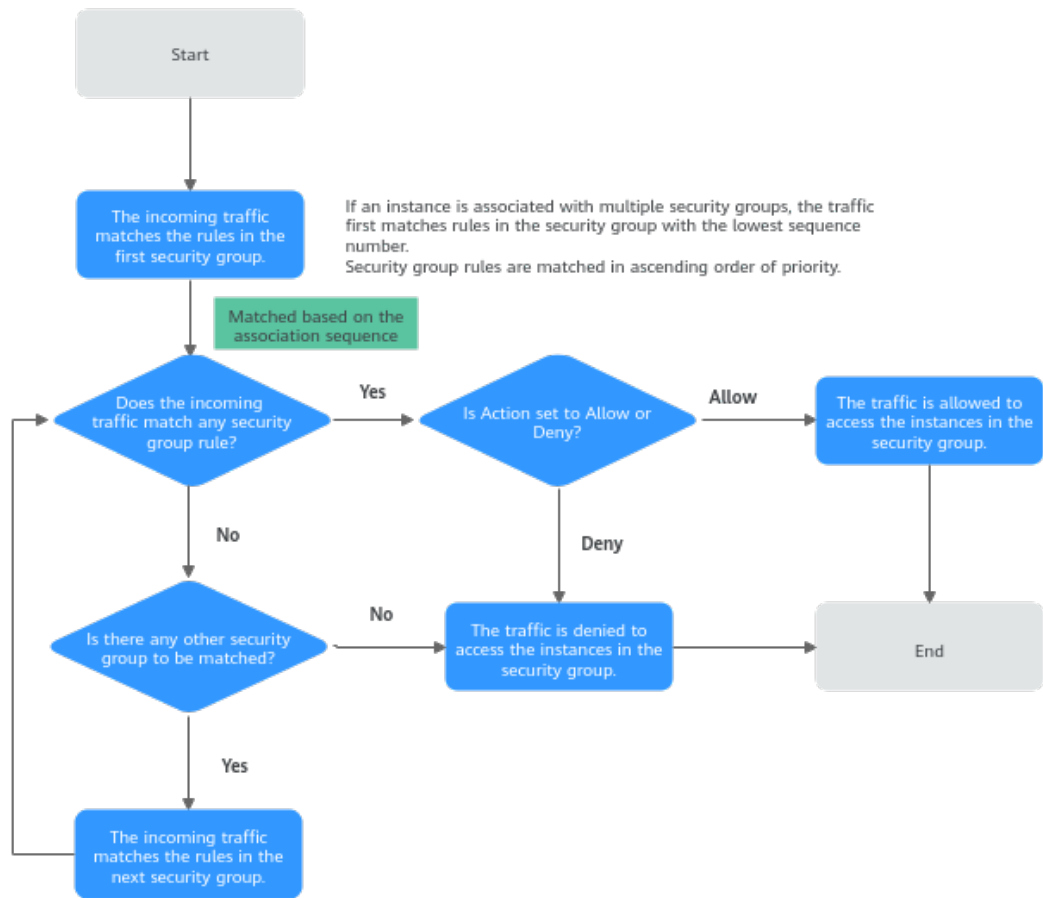 Start
The incoming traffic
matches the rules in the
first security group.
If an instance is associated with multiple security groups, the traffic
first matches rules in the security group with the lowest sequence
number.
Security group rules are matched in ascending order of priority.
Matched based on the
association sequence
Does the incoming
traffic match any security
group rule?
Yes
Is Action set to Allow or
Deny?
Allow
The traffic is allowed to
access the instances in the
security group.
No
Deny
Is there any other security
group to be matched?
No
The traffic is denied to
access the instances in the
security group.
End
Yes
The incoming traffic
matches the rules in the
next security group.